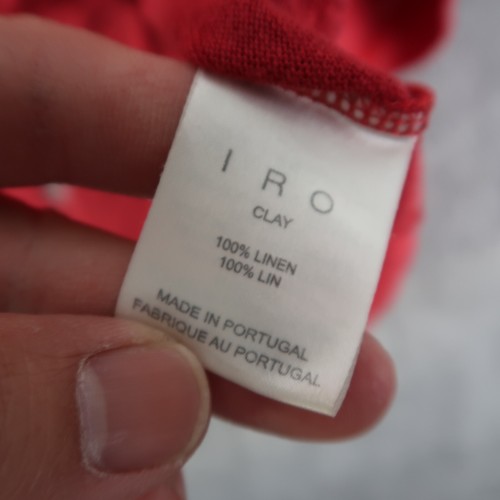 IRO
CLAY
100% LINEN
100% LIN
MADE IN PORTUGAL
FABRIQUE AU PORTUGAL